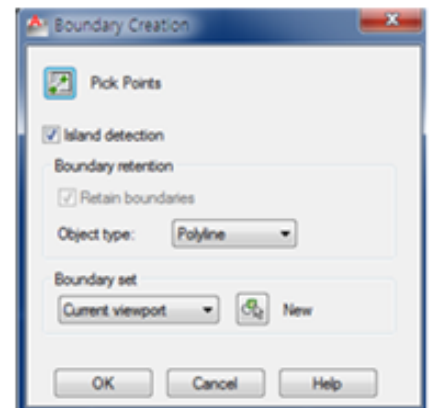 Boundary Creation
Pick Points
Island detection
Boundary retention
Retain boundaries
Object type: Polyline
Boundary set
Current viewport New
OK Cancel Help